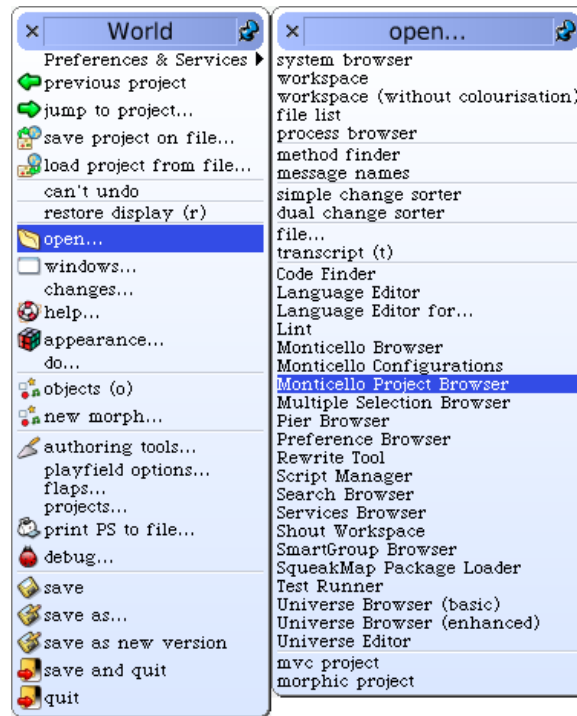 World
Preferences & Services
previous project
jump to project...
save project on file...
load project from file...
can't undo
restore display (r)
open...
windows...
changes...
help...
appearance...
do...
objects (o)
new morph...
authoring tools...
playfield options...
flaps...
projects...
print PS to file...
debug...
save
save as...
save as new version
save and quit
quit
open...
system browser
workspace
workspace (without colourisation)
file list
process browser
method finder
message names
simple change sorter
dual change sorter
file...
transcript (t)
Code Finder
Language Editor
Language Editor for...
Lint
Monticello Browser
Monticello Configurations
Monticello Project Browser
Multiple Selection Browser
Pier Browser
Preference Browser
Rewrite Tool
Script Manager
Search Browser
Services Browser
Shout Workspace
SmartGroup Browser
SqueakMap Package Loader
Test Runner
Universe Browser (basic)
Universe Browser (enhanced)
Universe Editor
mvc project
morphic project